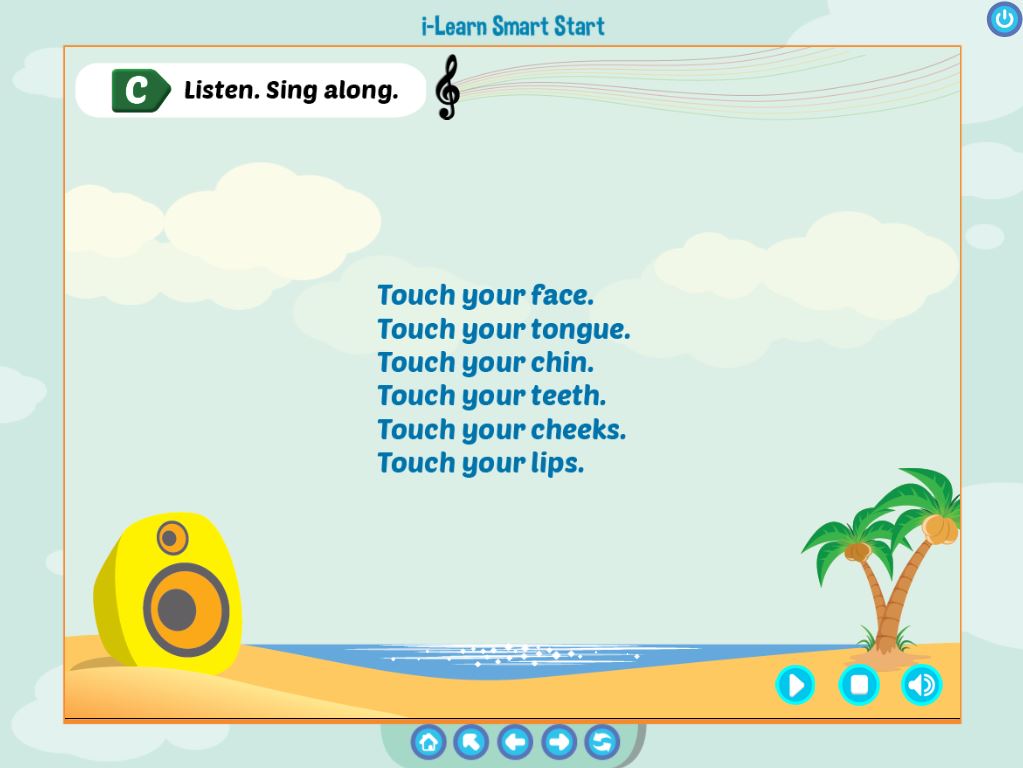 i-Learn Smart Start
C Listen. Sing along.
Touch your face.
Touch your tongue.
Touch your chin.
Touch your teeth.
Touch your cheeks.
Touch your lips.